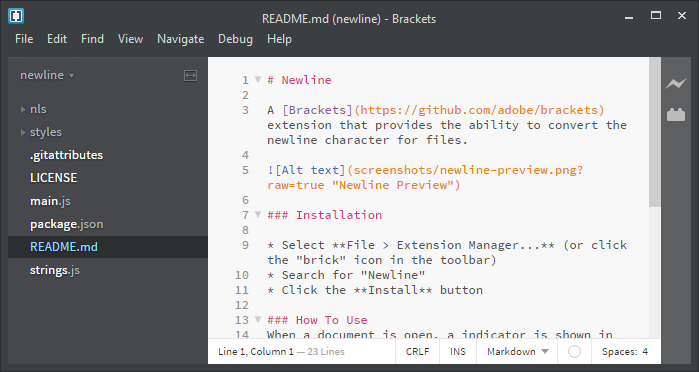 README.md (newline) - Brackets
File Edit Find View Navigate Debug Help
newline
nls
styles
.gitattributes
LICENSE
main.js
package.json
README.md
strings.js
1 # Newline
2
3 A [Brackets](https://github.com/adobe/brackets)
extension that provides the ability to convert the
newline character for files.
4
5 ![Alt text](screenshots/newline-preview.png?
raw=true "Newline Preview")
6
7 ### Installation
8
9 * Select **File > Extension Manager...** (or click
the "brick" icon in the toolbar)
10 * Search for "Newline"
11 * Click the **Install** button
12
13 ### How To Use
14 When a document is open, a indicator is shown in
Line 1, Column 1 — 23 Lines CRLF INS Markdown Spaces: 4